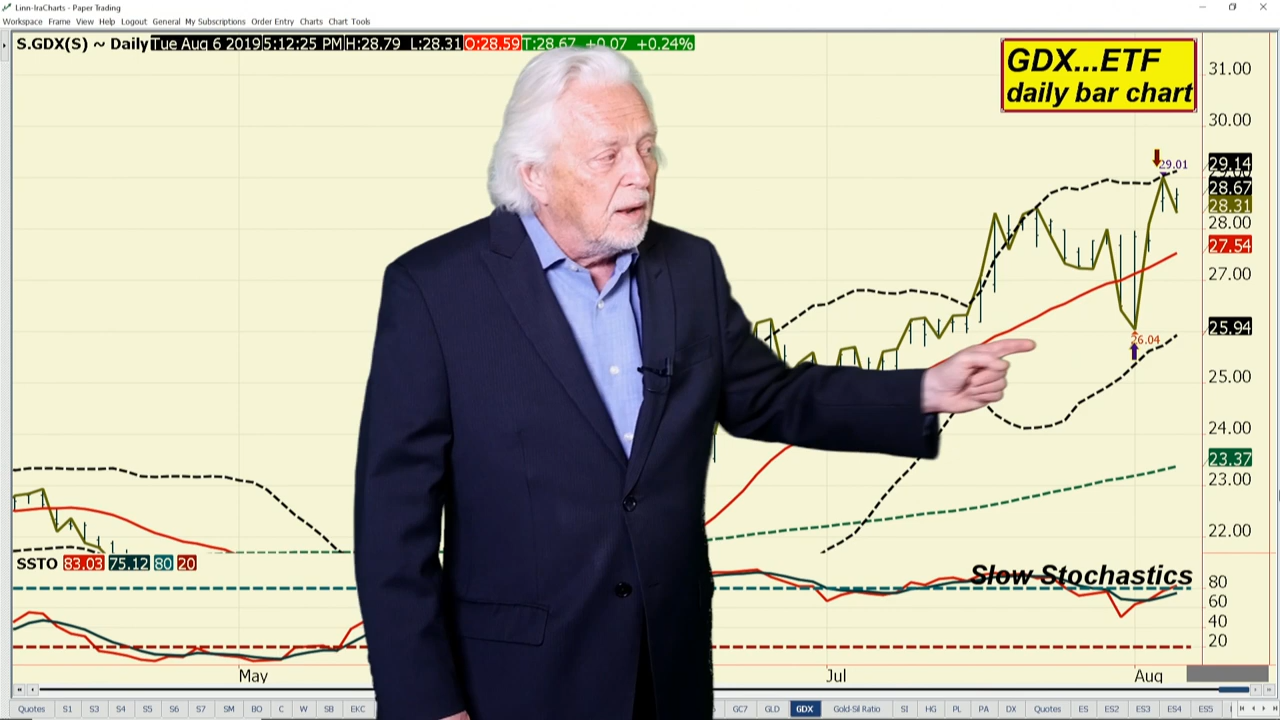 Linn-IraCharts - Paper Trading
Workspace Frame View Help Logout General My Subscriptions Order Entry Charts Chart Tools
S.GDX(S) ~ Daily Tue Aug 6 2019 5:12:25 PM H:28.79 L:28.31 O:28.59 T:28.67 +0.07 +0.24%
GDX...ETF
daily bar chart
31.00
30.00
29.01
29.14
29.00
28.67
28.31
28.00
27.54
27.00
25.94
26.04
25.00
24.00
23.37
23.00
22.00
SSTO 83.03 75.12 80 20
Slow Stochastics
80
60
40
20
May Jul Aug
Quotes S1 S3 S4 S5 S6 S7 SM BO C W SB EKC GC7 GLD GDX Gold-Sil Ratio SI HG PL PA DX Quotes ES ES2 ES3 ES4 ES5